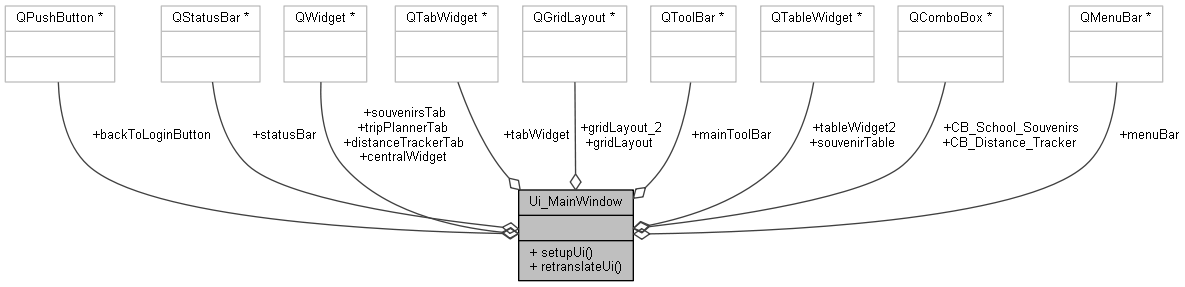 QPushButton *
QStatusBar *
QWidget *
QTabWidget *
QGridLayout *
QToolBar *
QTableWidget *
QComboBox *
QMenuBar *
+backToLoginButton
+statusBar
+souvenirsTab
+tripPlannerTab
+distanceTrackerTab
+centralWidget
+tabWidget
+gridLayout_2
+gridLayout
+mainToolBar
+tableWidget2
+souvenirTable
+CB_School_Souvenirs
+CB_Distance_Tracker
+menuBar
Ui_MainWindow
+ setupUi()
+ retranslateUi()